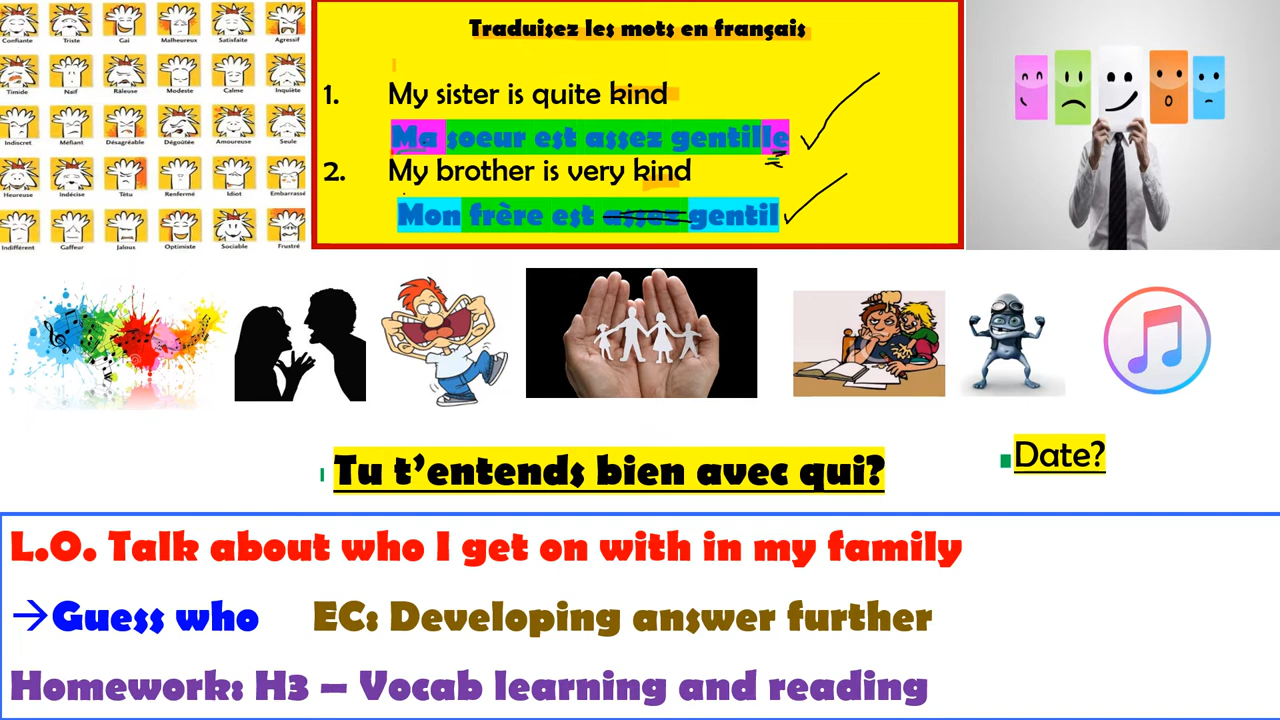 Confiante Triste Gai Malheureux Satisfaite Agressif
Timide Naïf Râleuse Modeste Calme Inquiète
Indiscret Méfiant Désagréable Dégoûtée Amoureuse Seule
Heureuse Indécise Têtu Renfermé Idiot Embarrassé
Indifférent Gaffeur Jaloux Optimiste Sociable Frustré
Traduisez les mots en français
1. My sister is quite kind
Ma soeur est assez gentille
2. My brother is very kind
Mon frère est assez gentil
Tu t’entends bien avec qui?
Date?
L.O. Talk about who I get on with in my family
→Guess who EC: Developing answer further
Homework: H3 – Vocab learning and reading